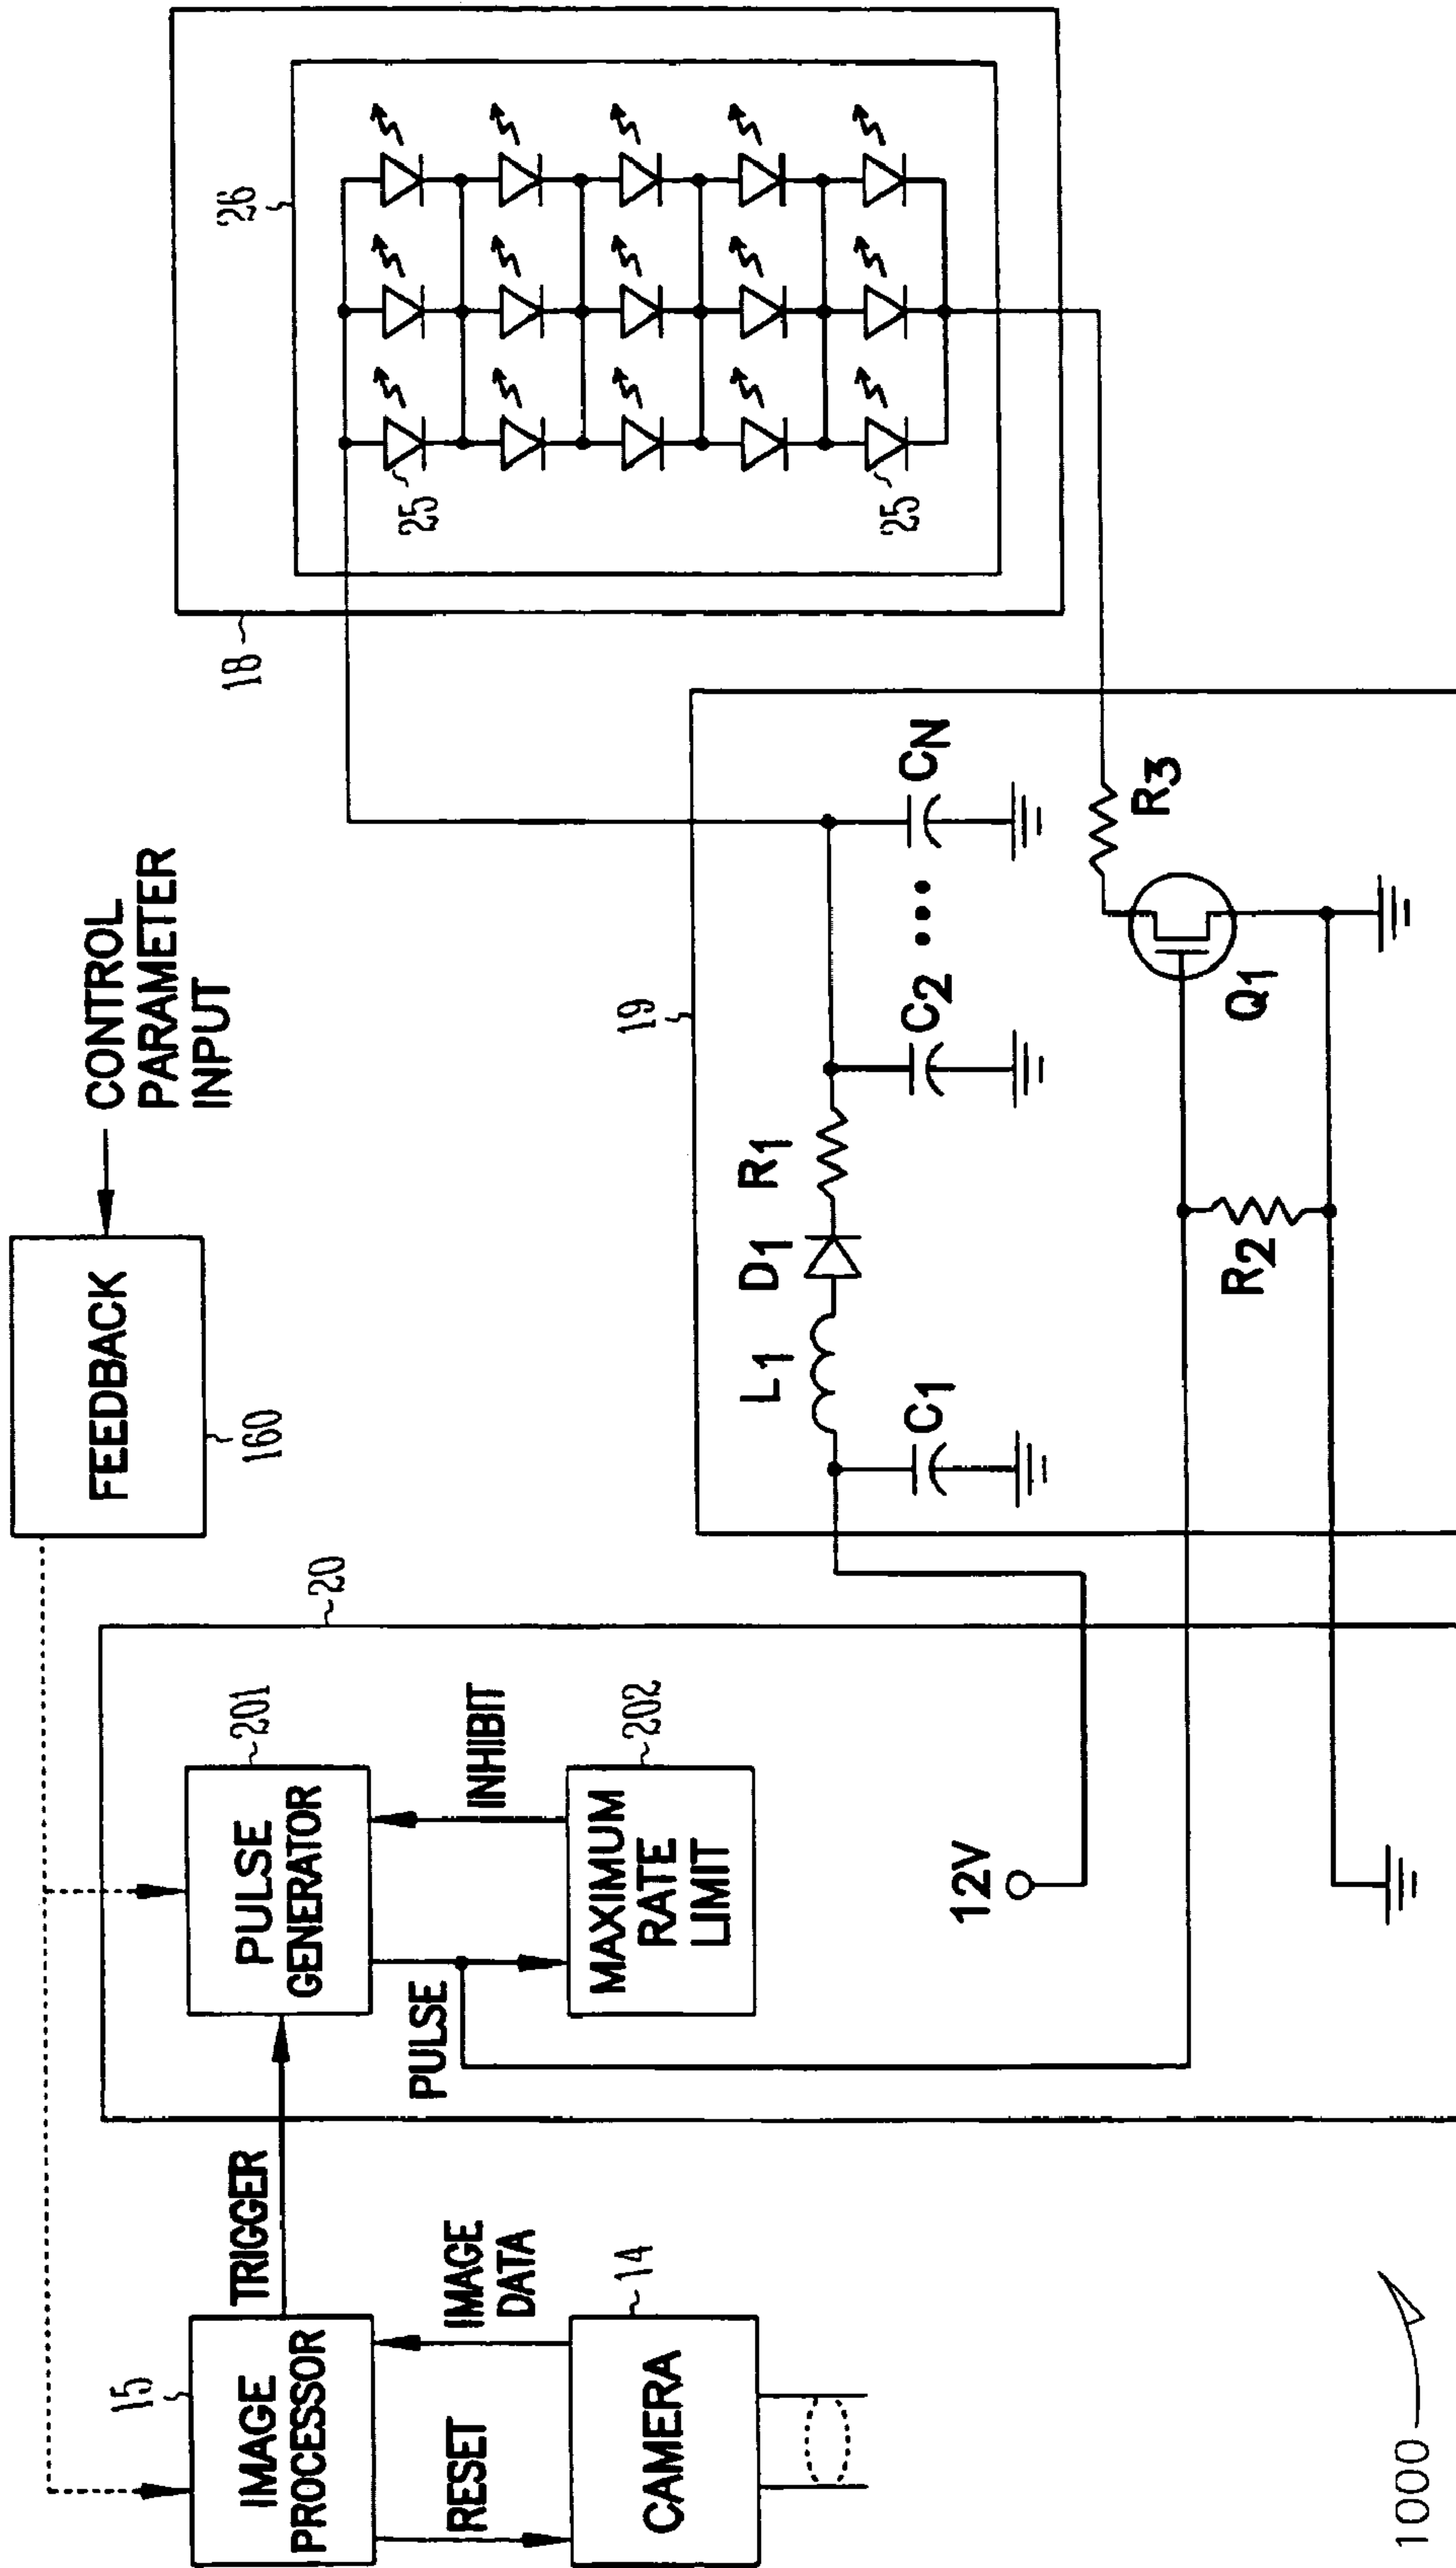 FEEDBACK
160
CONTROL
PARAMETER
INPUT
15
IMAGE
PROCESSOR
TRIGGER
RESET
IMAGE
DATA
14
CAMERA
20
201
PULSE
GENERATOR
PULSE
INHIBIT
202
MAXIMUM
RATE
LIMIT
12V
19
L1
D1
R1
C1
C2
CN
R2
Q1
R3
18
26
25
25
1000